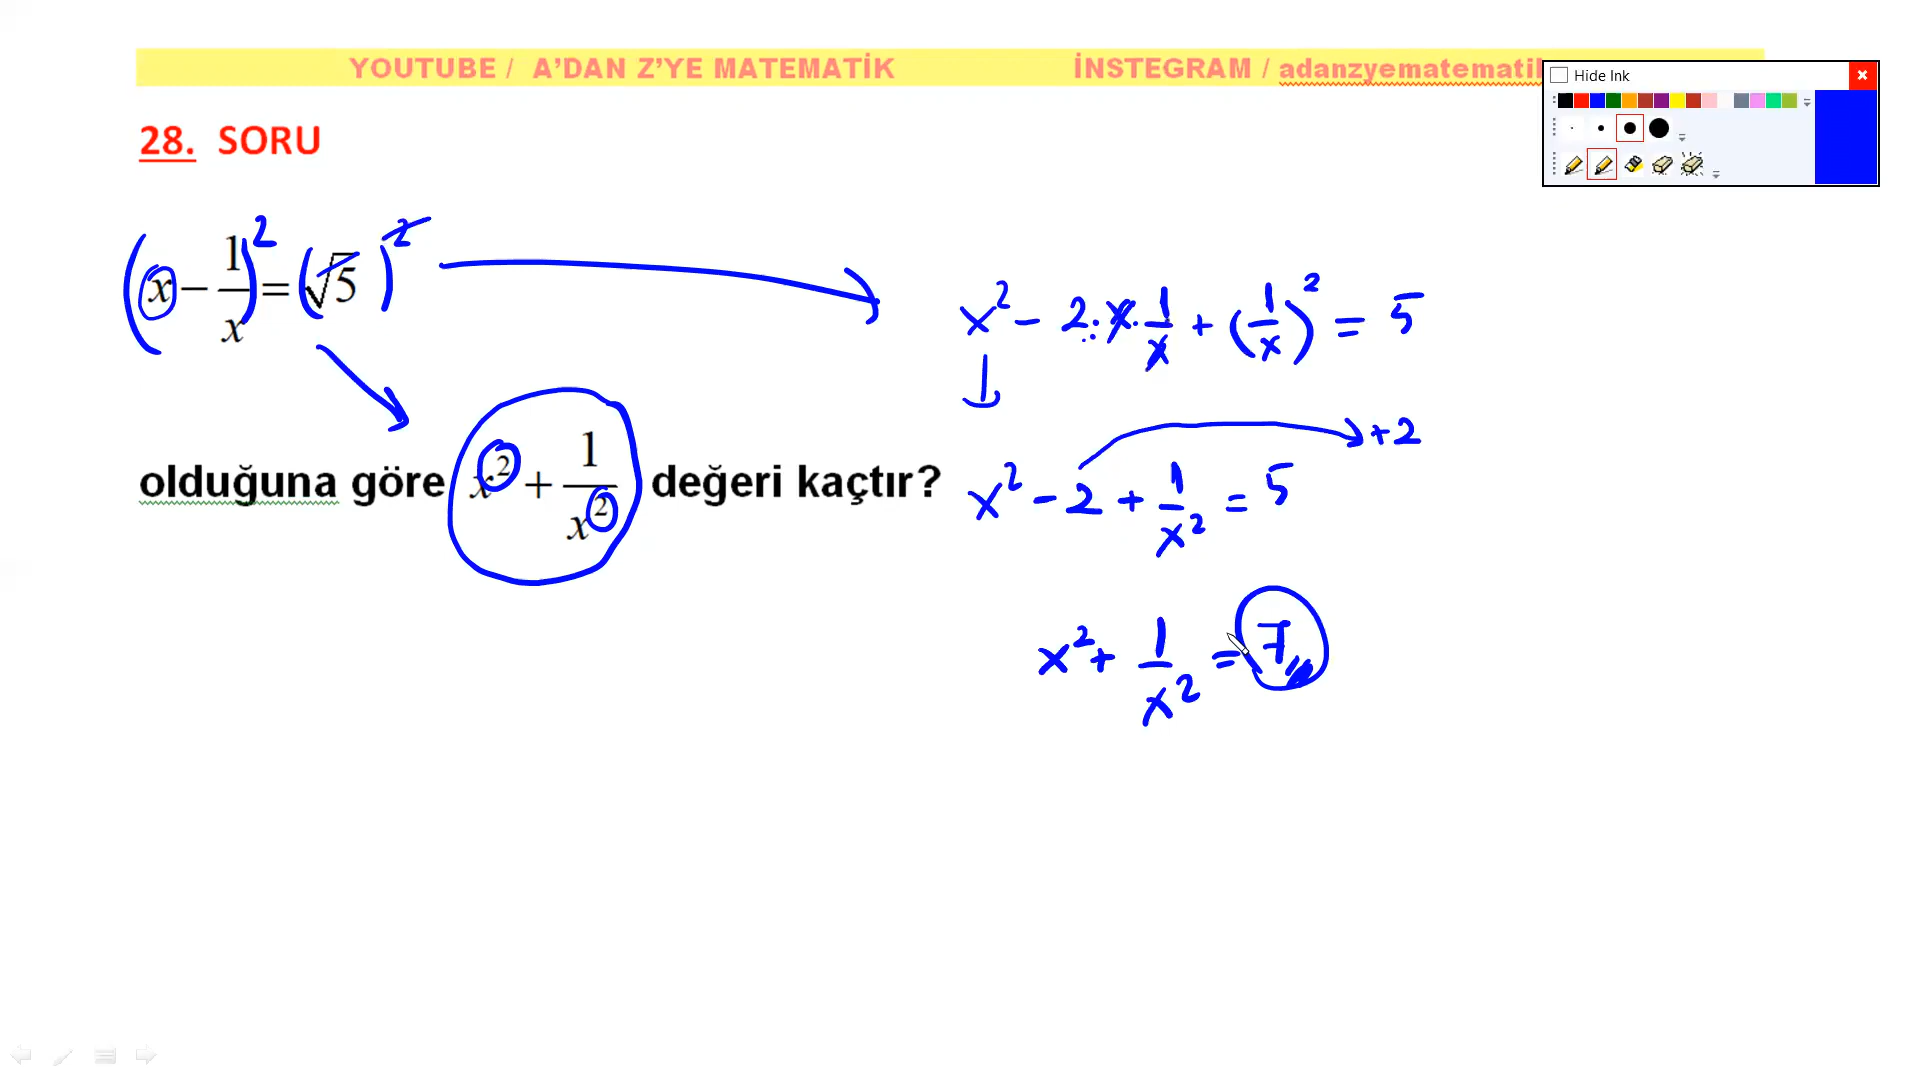 YOUTUBE / A'DAN Z'YE MATEMATİK İNSTEGRAM / adanzyematematik
Hide Ink
28. SORU
(x - 1/x)² = (√5)²
x² - 2 . x . 1/x + (1/x)² = 5
+2
olduğuna göre x² + 1/x² değeri kaçtır?
x² - 2 + 1/x² = 5
x² + 1/x² = 7